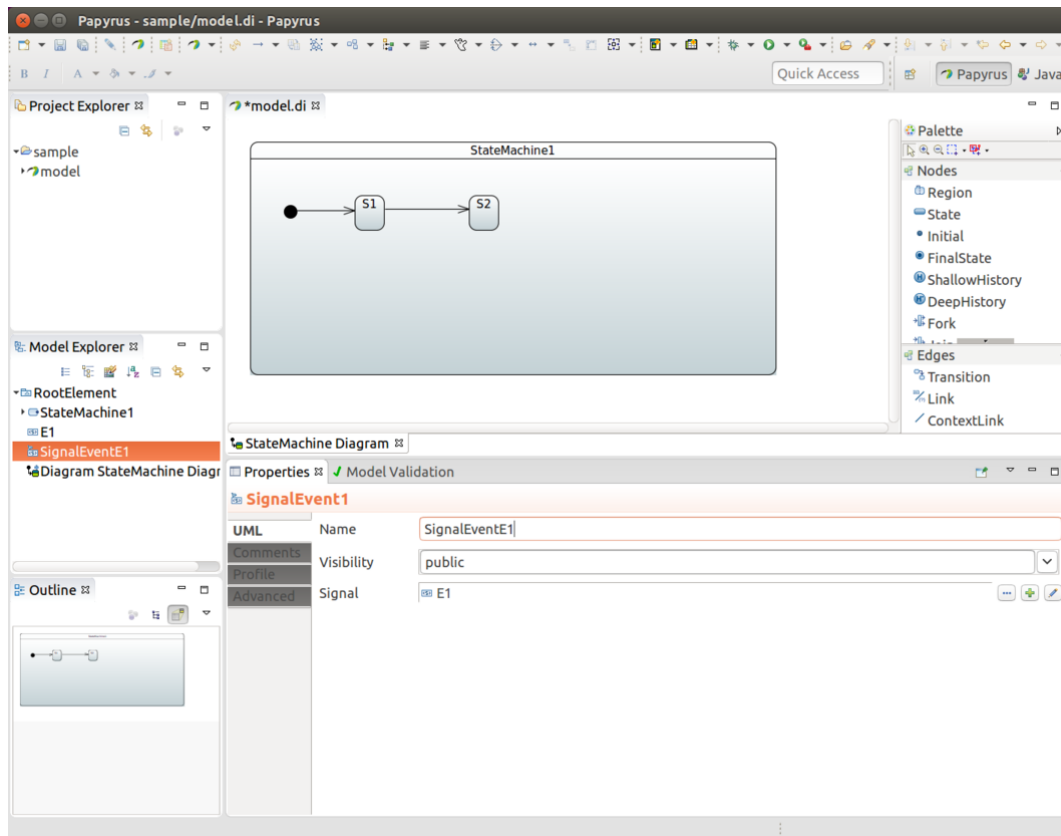 Papyrus - sample/model.di - Papyrus
B I A
Quick Access
Papyrus
Java
Project Explorer
sample
model
*model.di
StateMachine1
S1
S2
Palette
Nodes
Region
State
Initial
FinalState
ShallowHistory
DeepHistory
Fork
Edges
Transition
Link
ContextLink
Model Explorer
RootElement
StateMachine1
E1
SignalEventE1
Diagram StateMachine Diagr
StateMachine Diagram
Properties
Model Validation
SignalEvent1
UML
Comments
Profile
Advanced
Name
SignalEventE1
Visibility
public
Signal
E1
Outline